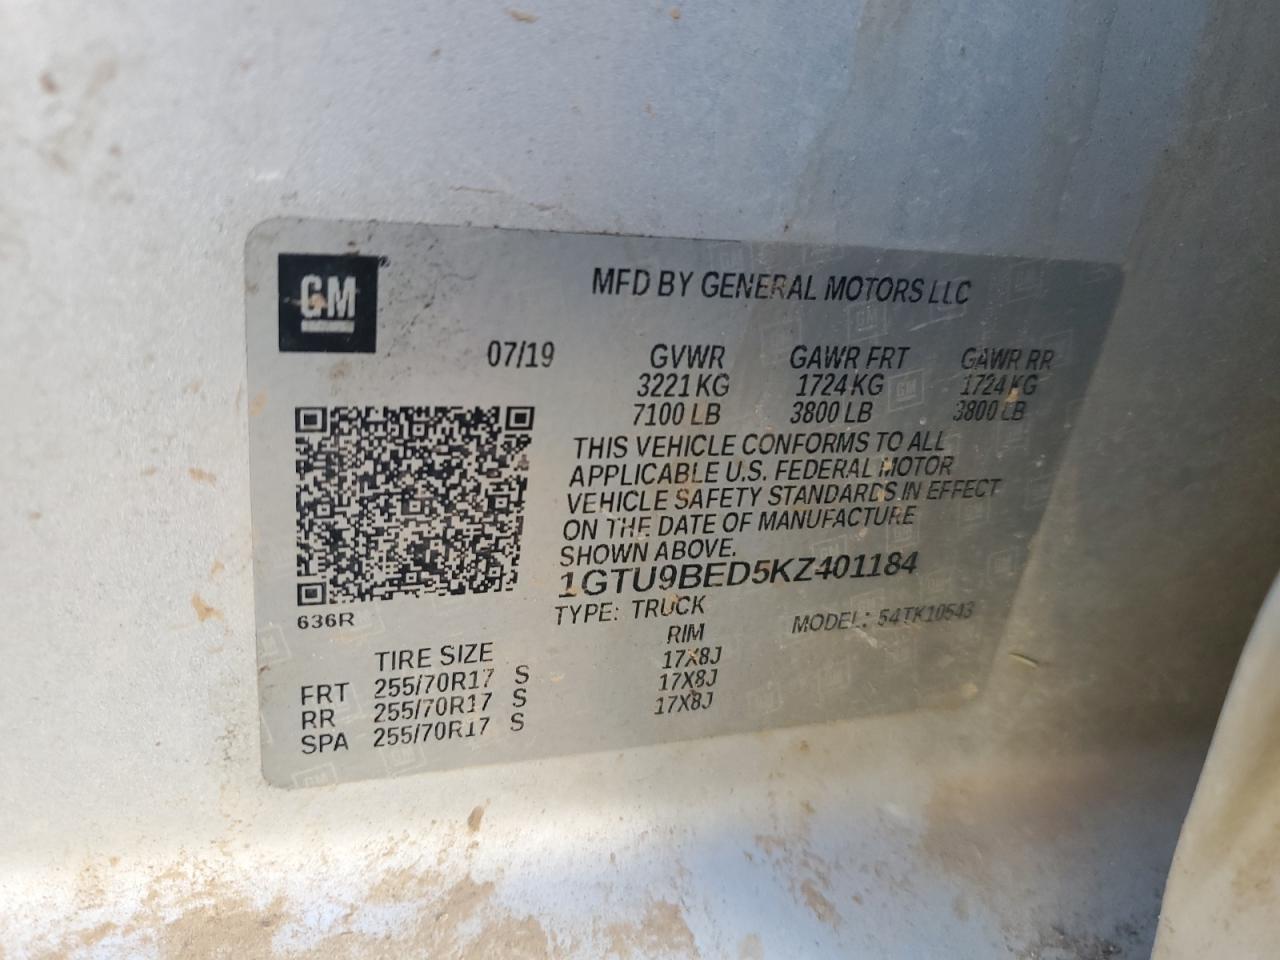 GM
MFD BY GENERAL MOTORS LLC
07/19 GVWR GAWR FRT GAWR RR
3221 KG 1724 KG 1724 KG
7100 LB 3800 LB 3800 LB
THIS VEHICLE CONFORMS TO ALL
APPLICABLE U.S. FEDERAL MOTOR
VEHICLE SAFETY STANDARDS IN EFFECT
ON THE DATE OF MANUFACTURE
SHOWN ABOVE.
1GTU9BED5KZ401184
TYPE: TRUCK MODEL: 54TK10543
636R
TIRE SIZE RIM
FRT 255/70R17 S 17X8J
RR 255/70R17 S 17X8J
SPA 255/70R17 S 17X8J